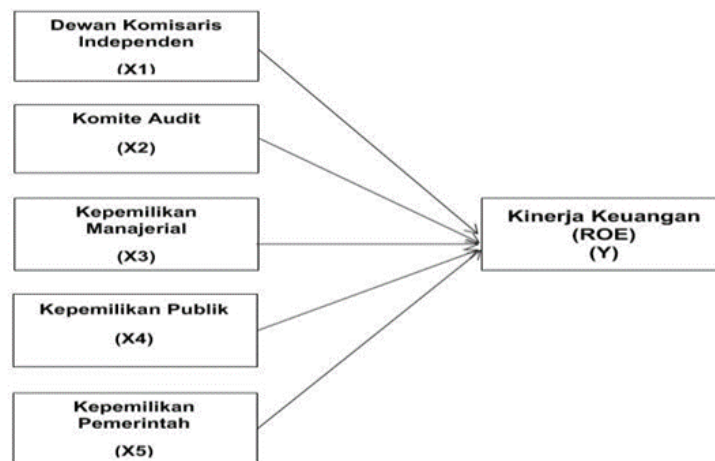 Dewan Komisaris
Independen
(X1)
Komite Audit
(X2)
Kepemilikan
Manajerial
(X3)
Kepemilikan Publik
(X4)
Kepemilikan
Pemerintah
(X5)
Kinerja Keuangan
(ROE)
(Y)